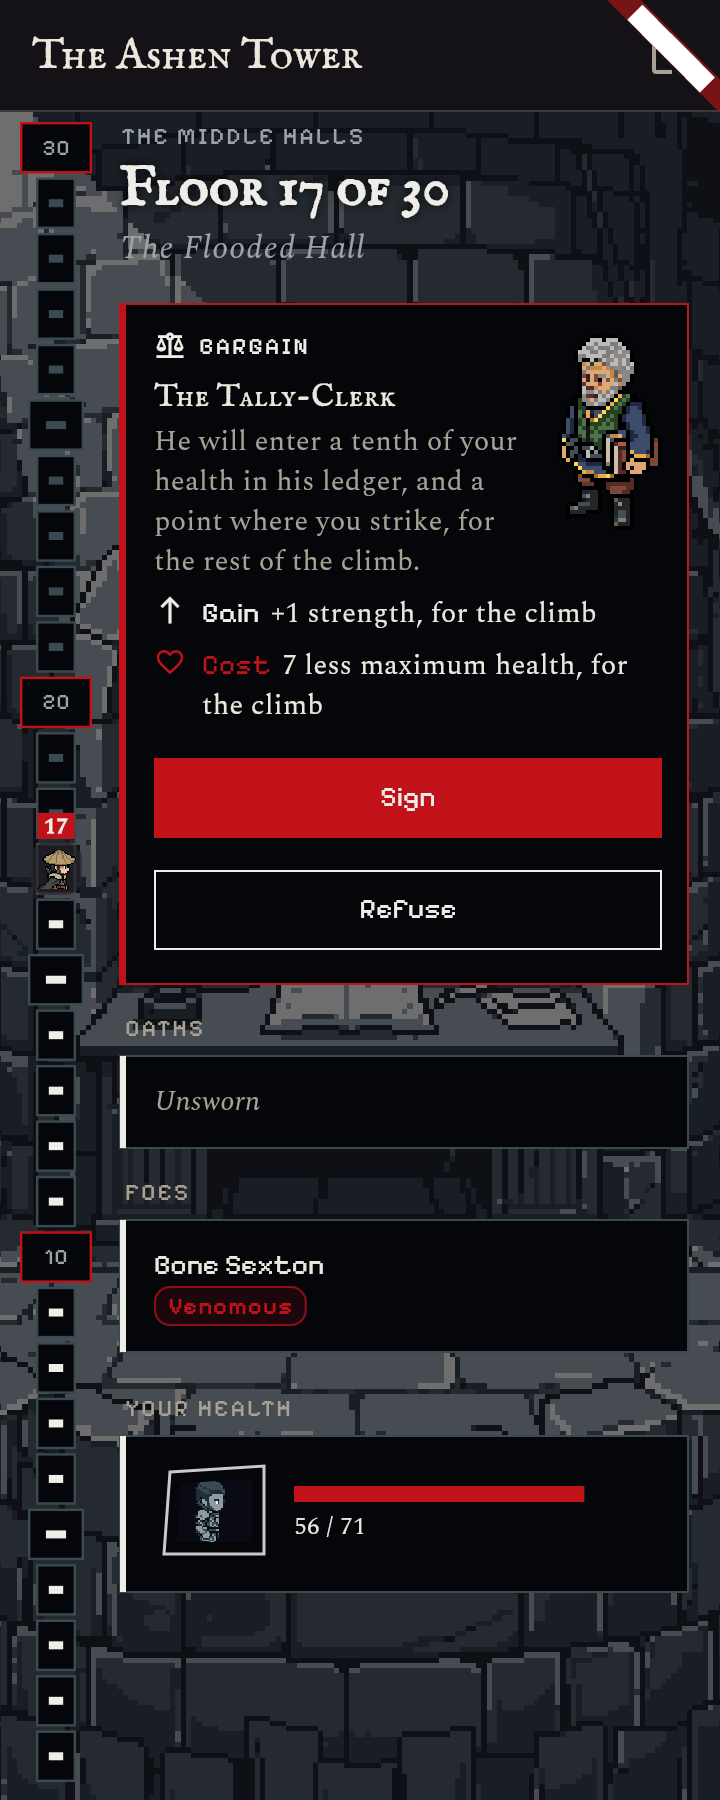 The Ashen Tower
30
THE MIDDLE HALLS
Floor 17 of 30
The Flooded Hall
BARGAIN
The Tally-Clerk
He will enter a tenth of your
health in his ledger, and a
point where you strike, for
the rest of the climb.
Gain +1 strength, for the climb
Cost 7 less maximum health, for
the climb
20
Sign
17
Refuse
OATHS
Unsworn
FOES
10
Bone Sexton
Venomous
YOUR HEALTH
56 / 71